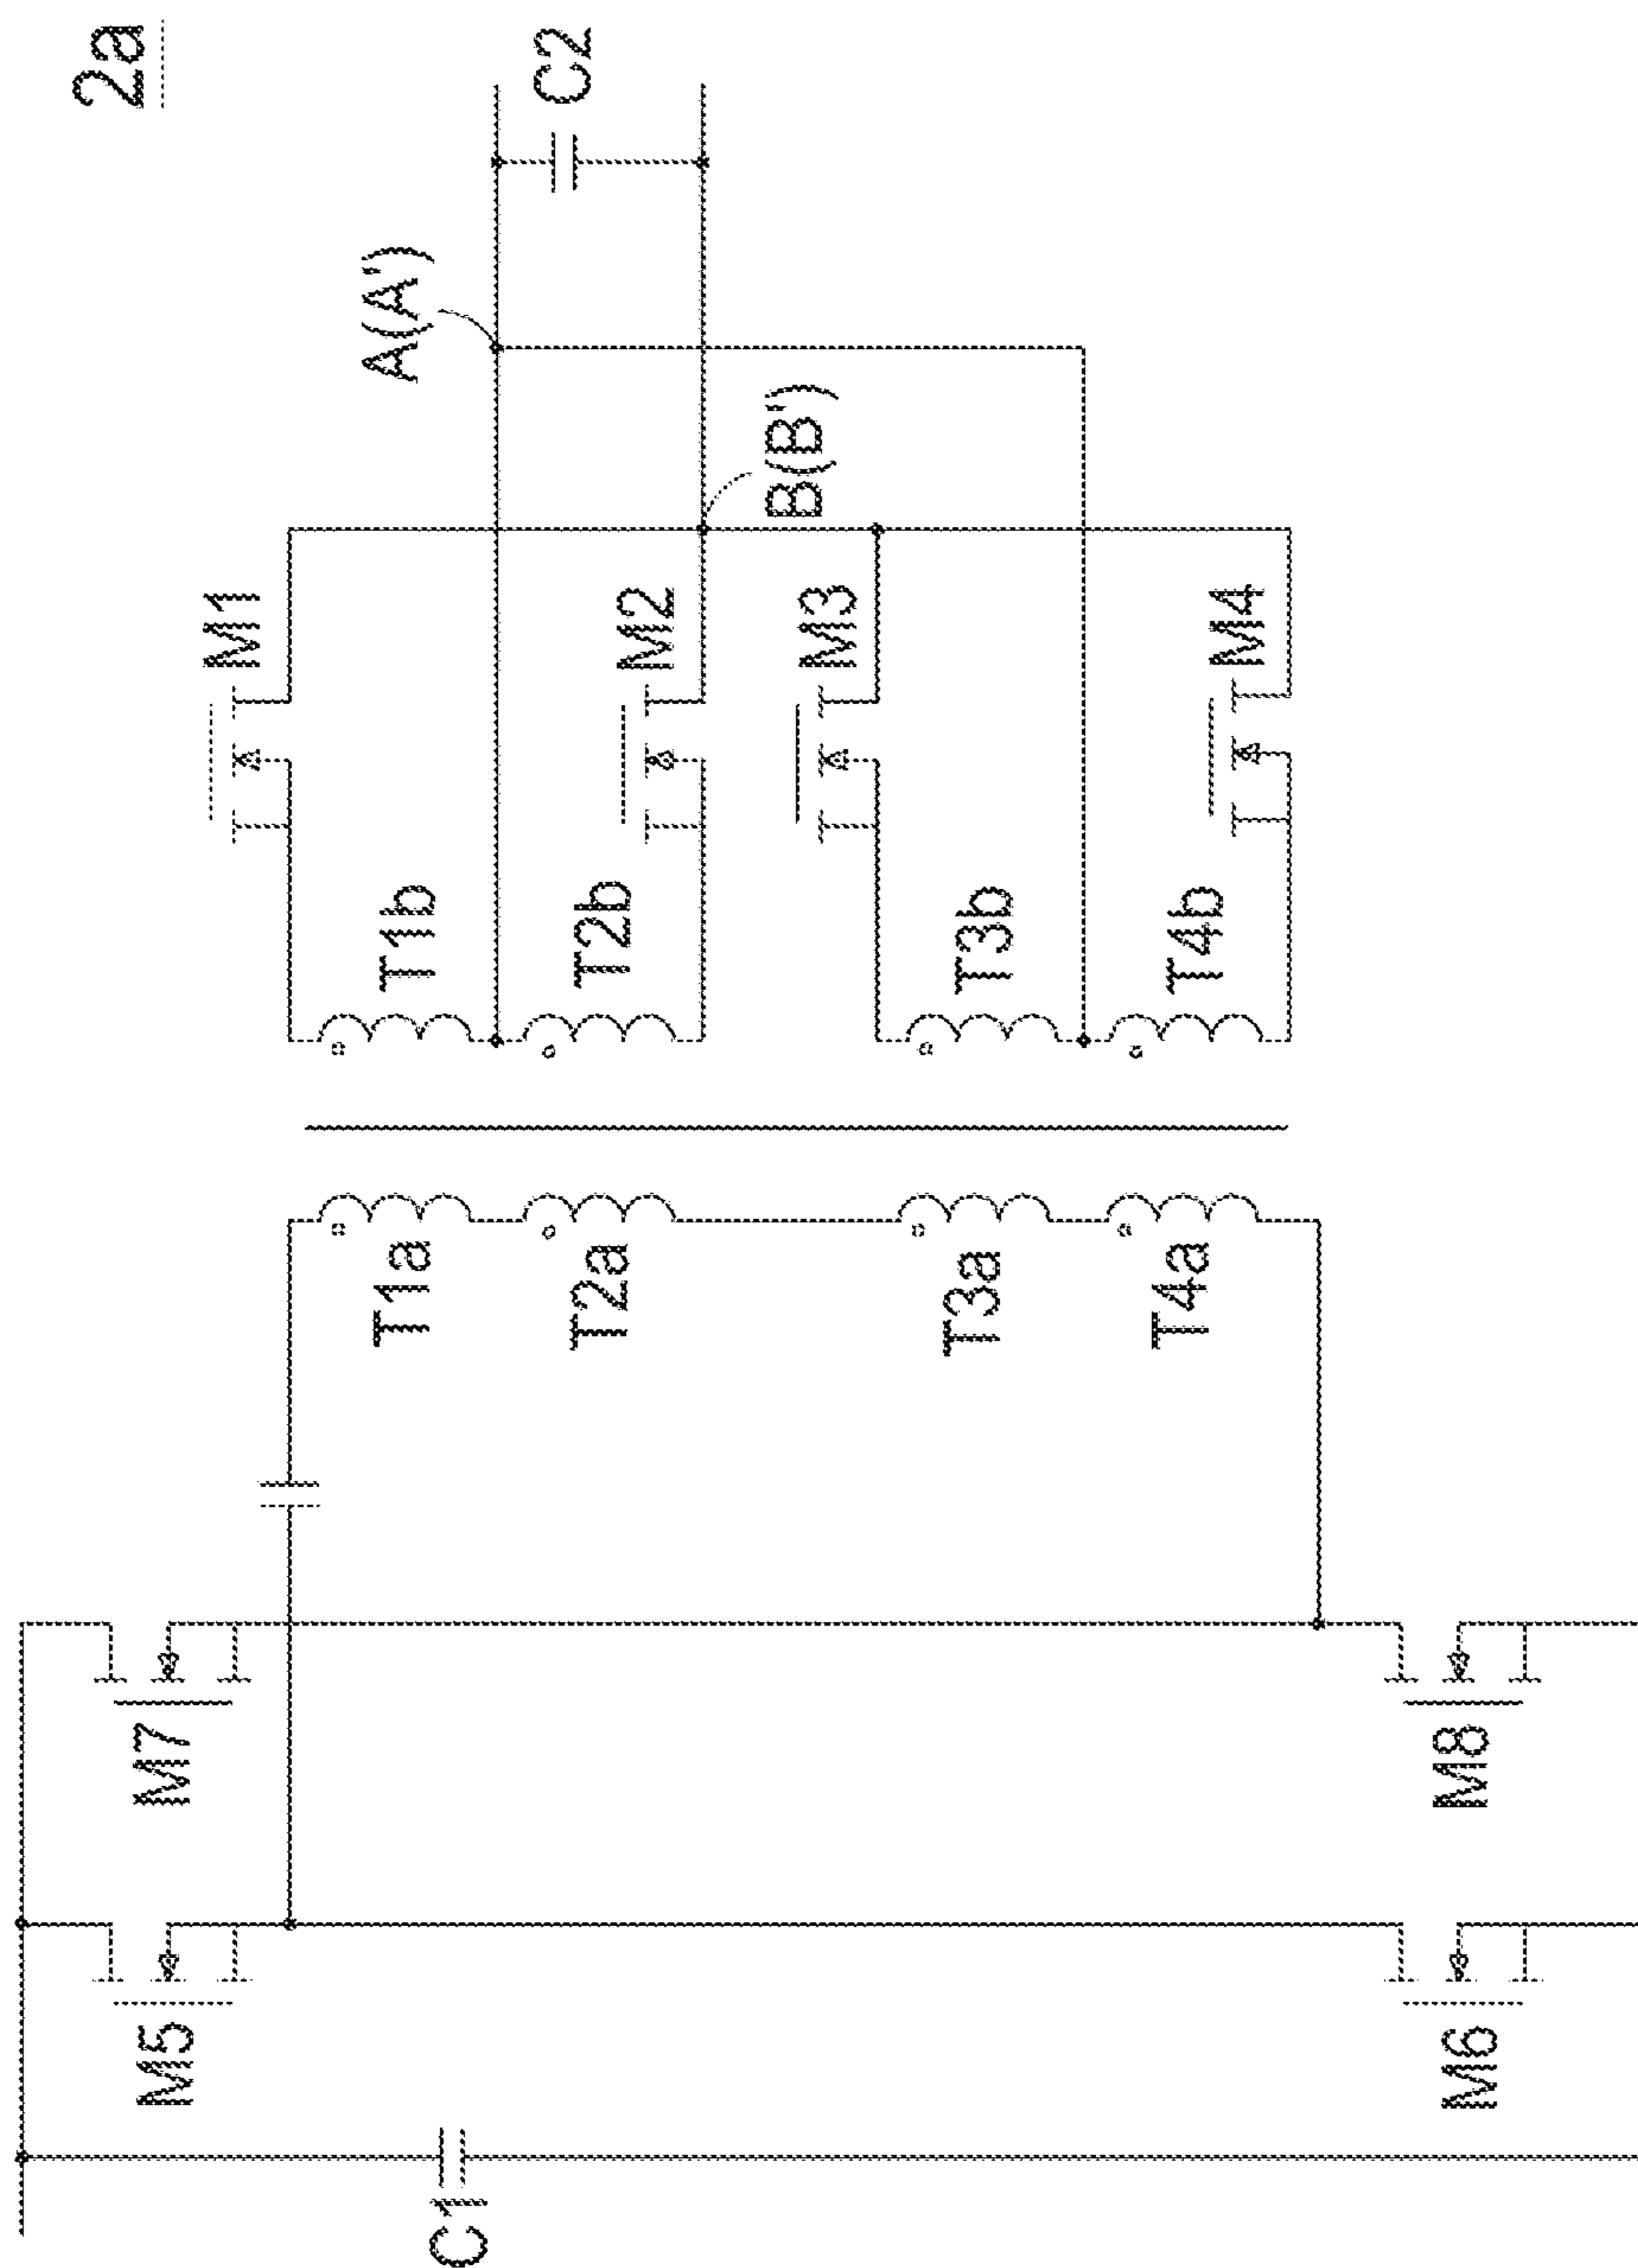 2a
C2
A(A')
B(B')
M1
M2
M3
M4
T1b
T2b
T3b
T4b
T1a
T2a
T3a
T4a
M7
M8
M5
M6
C1